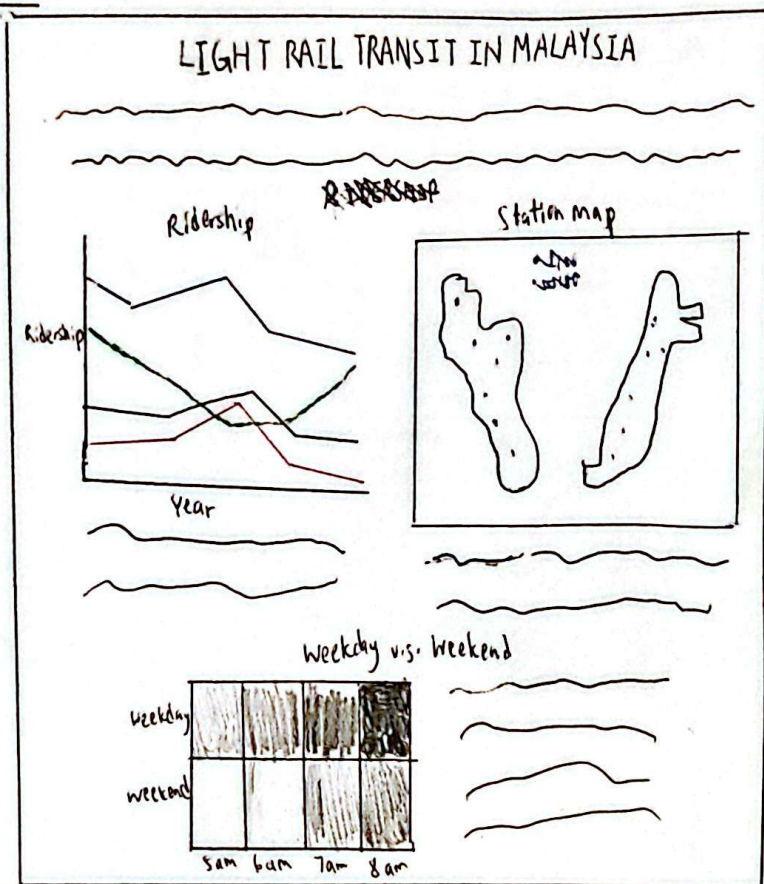 LIGHT RAIL TRANSIT IN MALAYSIA
Ridership
Station map
Ridership
Year
Weekday v.s. Weekend
Weekday
Weekend
5am 6am 7am 8am